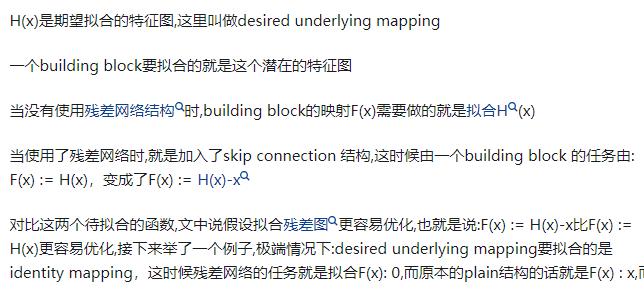 H(x)是期望拟合的特征图,这里叫做desired underlying mapping
一个building block要拟合的就是这个潜在的特征图
当没有使用残差网络结构时,building block的映射F(x)需要做的就是拟合H(x)
当使用了残差网络时,就是加入了skip connection 结构,这时候由一个building block 的任务由:
F(x) := H(x)，变成了F(x) := H(x)-x
对比这两个待拟合的函数,文中说假设拟合残差图更容易优化,也就是说:F(x) := H(x)-x比F(x) :=
H(x)更容易优化,接下来举了一个例子,极端情况下:desired underlying mapping要拟合的是
identity mapping，这时候残差网络的任务就是拟合F(x): 0,而原本的plain结构的话就是F(x) : x,